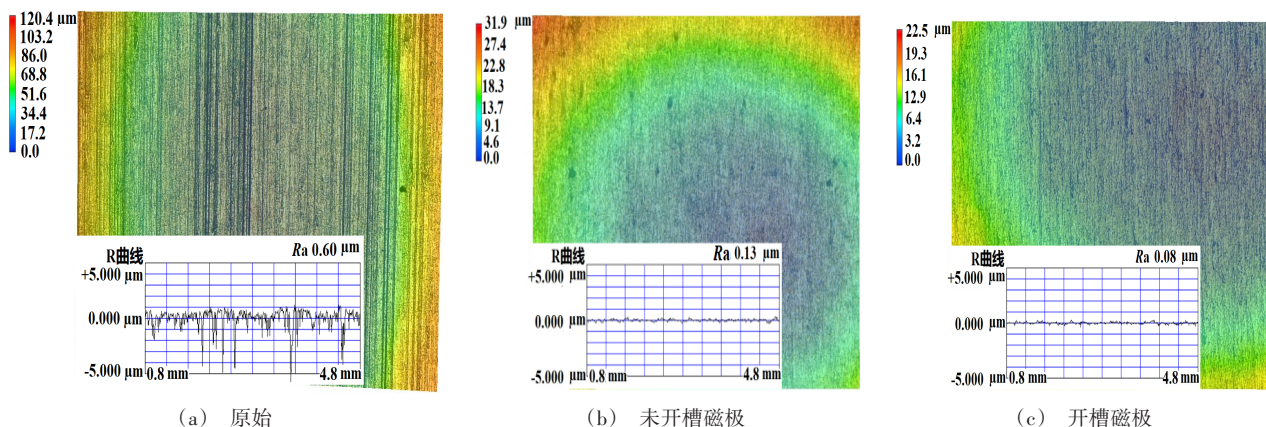 120.4 μm
103.2
86.0
68.8
51.6
34.4
17.2
0.0
R曲线
Ra 0.60 μm
+5.000 μm
0.000 μm
-5.000 μm
0.8 mm
4.8 mm
(a) 原始
31.9 μm
27.4
22.8
18.3
13.7
9.1
4.6
0.0
R曲线
Ra 0.13 μm
+5.000 μm
0.000 μm
-5.000 μm
0.8 mm
4.8 mm
(b) 未开槽磁极
22.5 μm
19.3
16.1
12.9
6.4
3.2
0.0
R曲线
Ra 0.08 μm
+5.000 μm
0.000 μm
-5.000 μm
0.8 mm
4.8 mm
(c) 开槽磁极